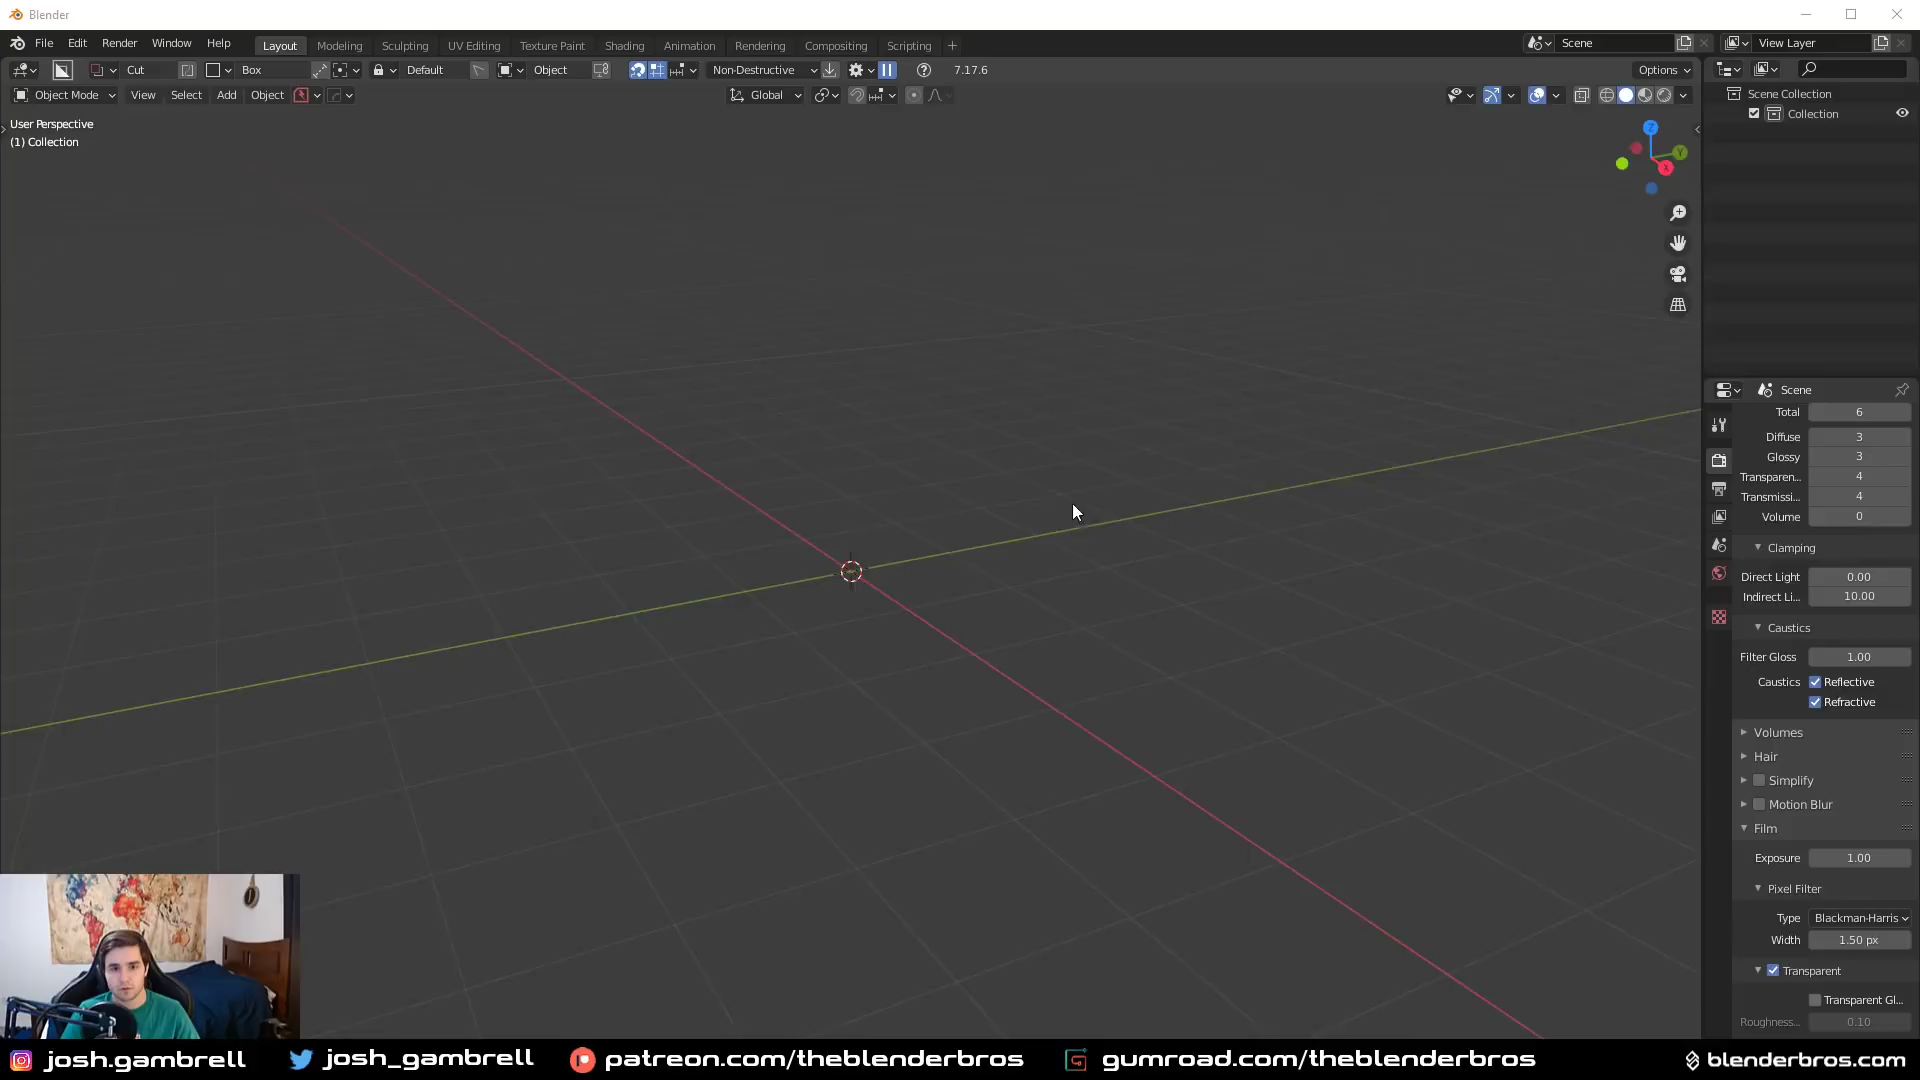 Blender
File Edit Render Window Help Layout Modeling Sculpting UV Editing Texture Paint Shading Animation Rendering Compositing Scripting + Scene View Layer
Cut Box Default Object Non-Destructive 7.17.6 Options
Object Mode View Select Add Object Global
User Perspective
(1) Collection
Z
Y
X
Scene Collection
Collection
Scene
Total 6
Diffuse 3
Glossy 3
Transparen... 4
Transmissi... 4
Volume 0
Clamping
Direct Light 0.00
Indirect Li... 10.00
Caustics
Filter Gloss 1.00
Caustics Reflective
Refractive
Volumes
Hair
Simplify
Motion Blur
Film
Exposure 1.00
Pixel Filter
Type Blackman-Harris
Width 1.50 px
Transparent
Transparent Gl...
Roughness... 0.10
josh.gambrell josh_gambrell patreon.com/theblenderbros gumroad.com/theblenderbros blenderbros.com